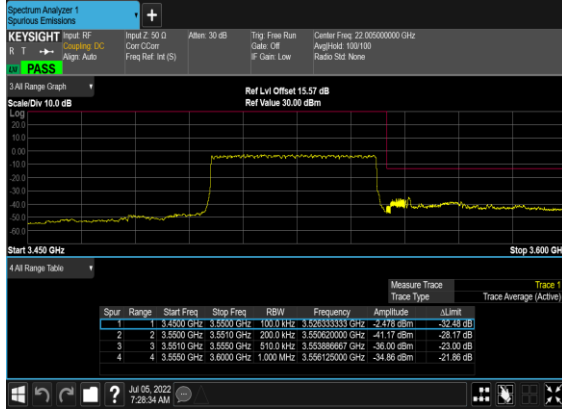 Spectrum Analyzer 1
Spurious Emissions
+
KEYSIGHT Input: RF Input Z: 50 Ω Atten: 30 dB Trig: Free Run Center Freq: 22.005000000 GHz
R T Coupling: DC Corr CCorr Gate: Off Avg|Hold: 100/100
Align: Auto Freq Ref: Int (S) IF Gain: Low Radio Std: None
PASS
3 All Range Graph
Ref Lvl Offset 15.57 dB
Scale/Div 10.0 dB Ref Value 30.00 dBm
Log
20.0
10.0
0.00
-10.0
-20.0
-30.0
-40.0
-50.0
-60.0
Start 3.450 GHz Stop 3.600 GH
4 All Range Table
Measure Trace Trace 1
Trace Type Trace Average (Active)
Spur Range Start Freq Stop Freq RBW Frequency Amplitude ΔLimit
1 1 3.4500 GHz 3.5500 GHz 100.0 kHz 3.526333333 GHz -2.478 dBm -32.48 dB
2 2 3.5500 GHz 3.5510 GHz 200.0 kHz 3.550620000 GHz -41.17 dBm -28.17 dB
3 3 3.5510 GHz 3.5550 GHz 510.0 kHz 3.553886667 GHz -36.00 dBm -23.00 dB
4 4 3.5550 GHz 3.6000 GHz 1.000 MHz 3.556125000 GHz -34.86 dBm -21.86 dB
?
Jul 05, 2022
7:28:34 AM